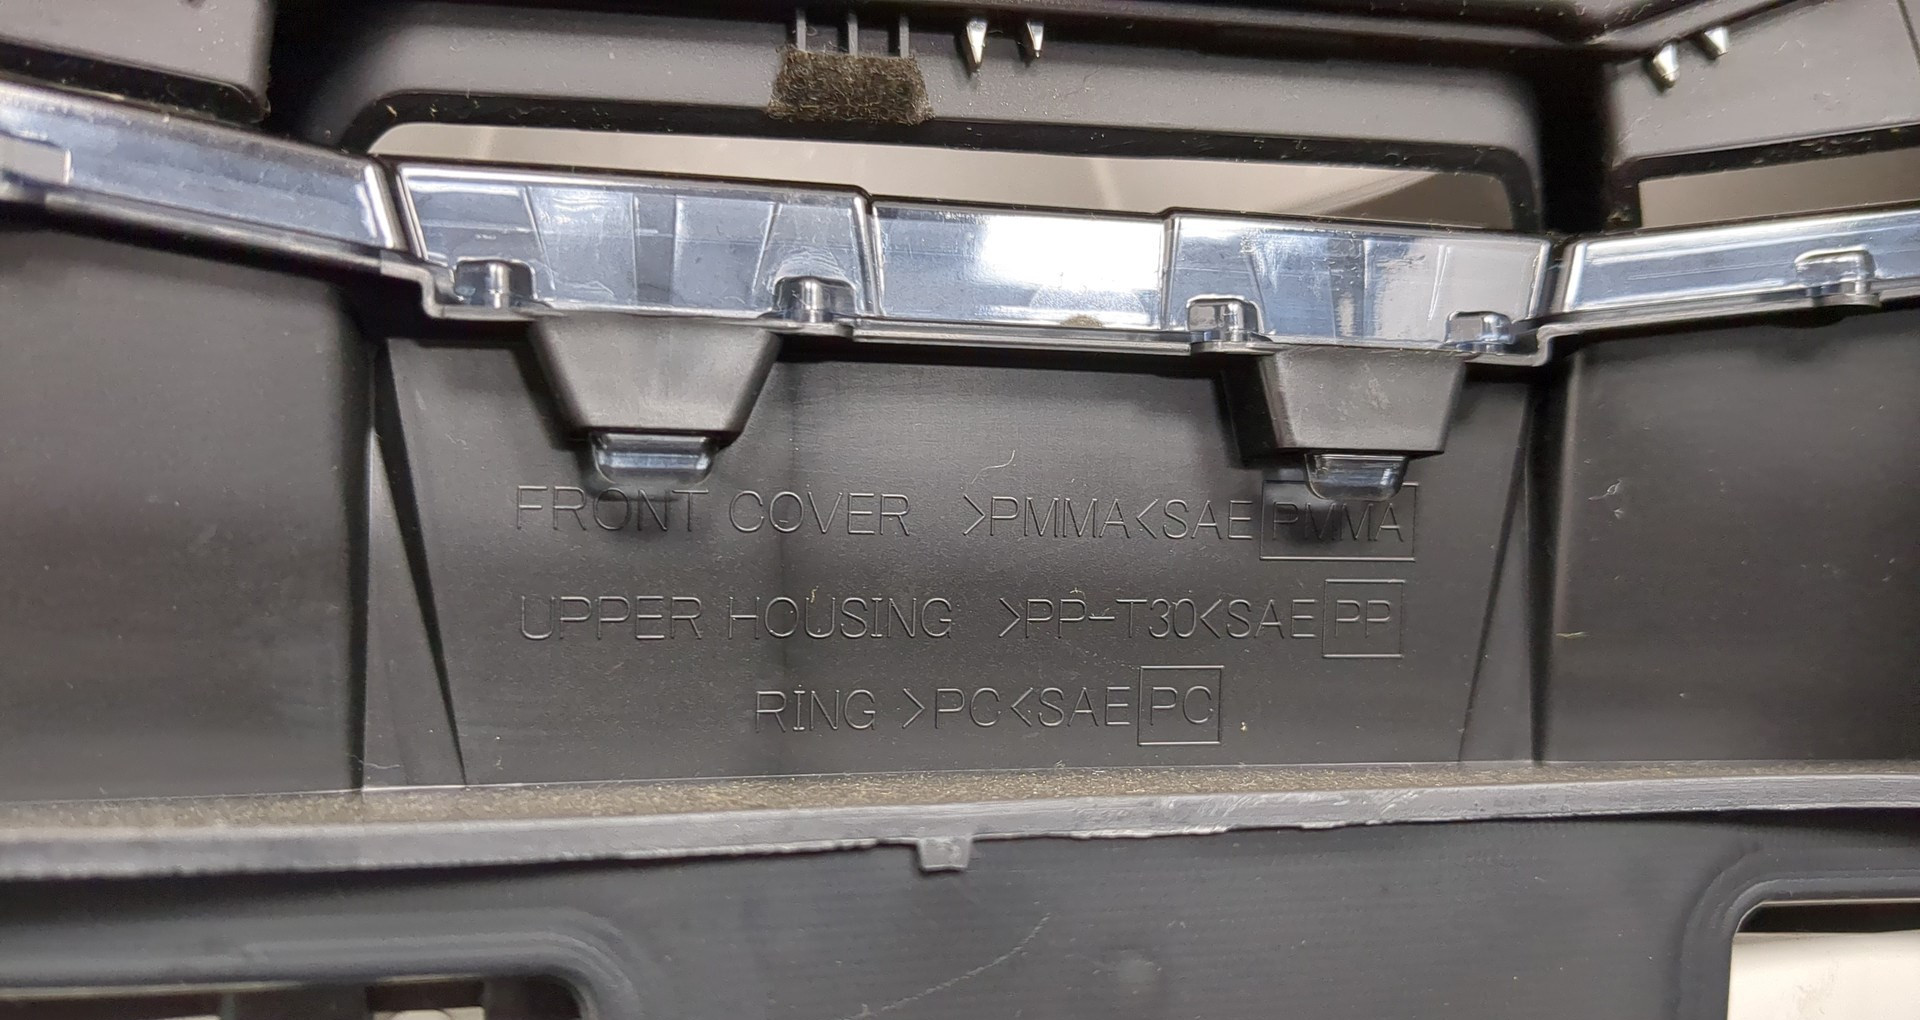 FRONT COVER >PMMA<SAE PMMA
UPPER HOUSING >PP-T30<SAE PP
RING >PC<SAE PC